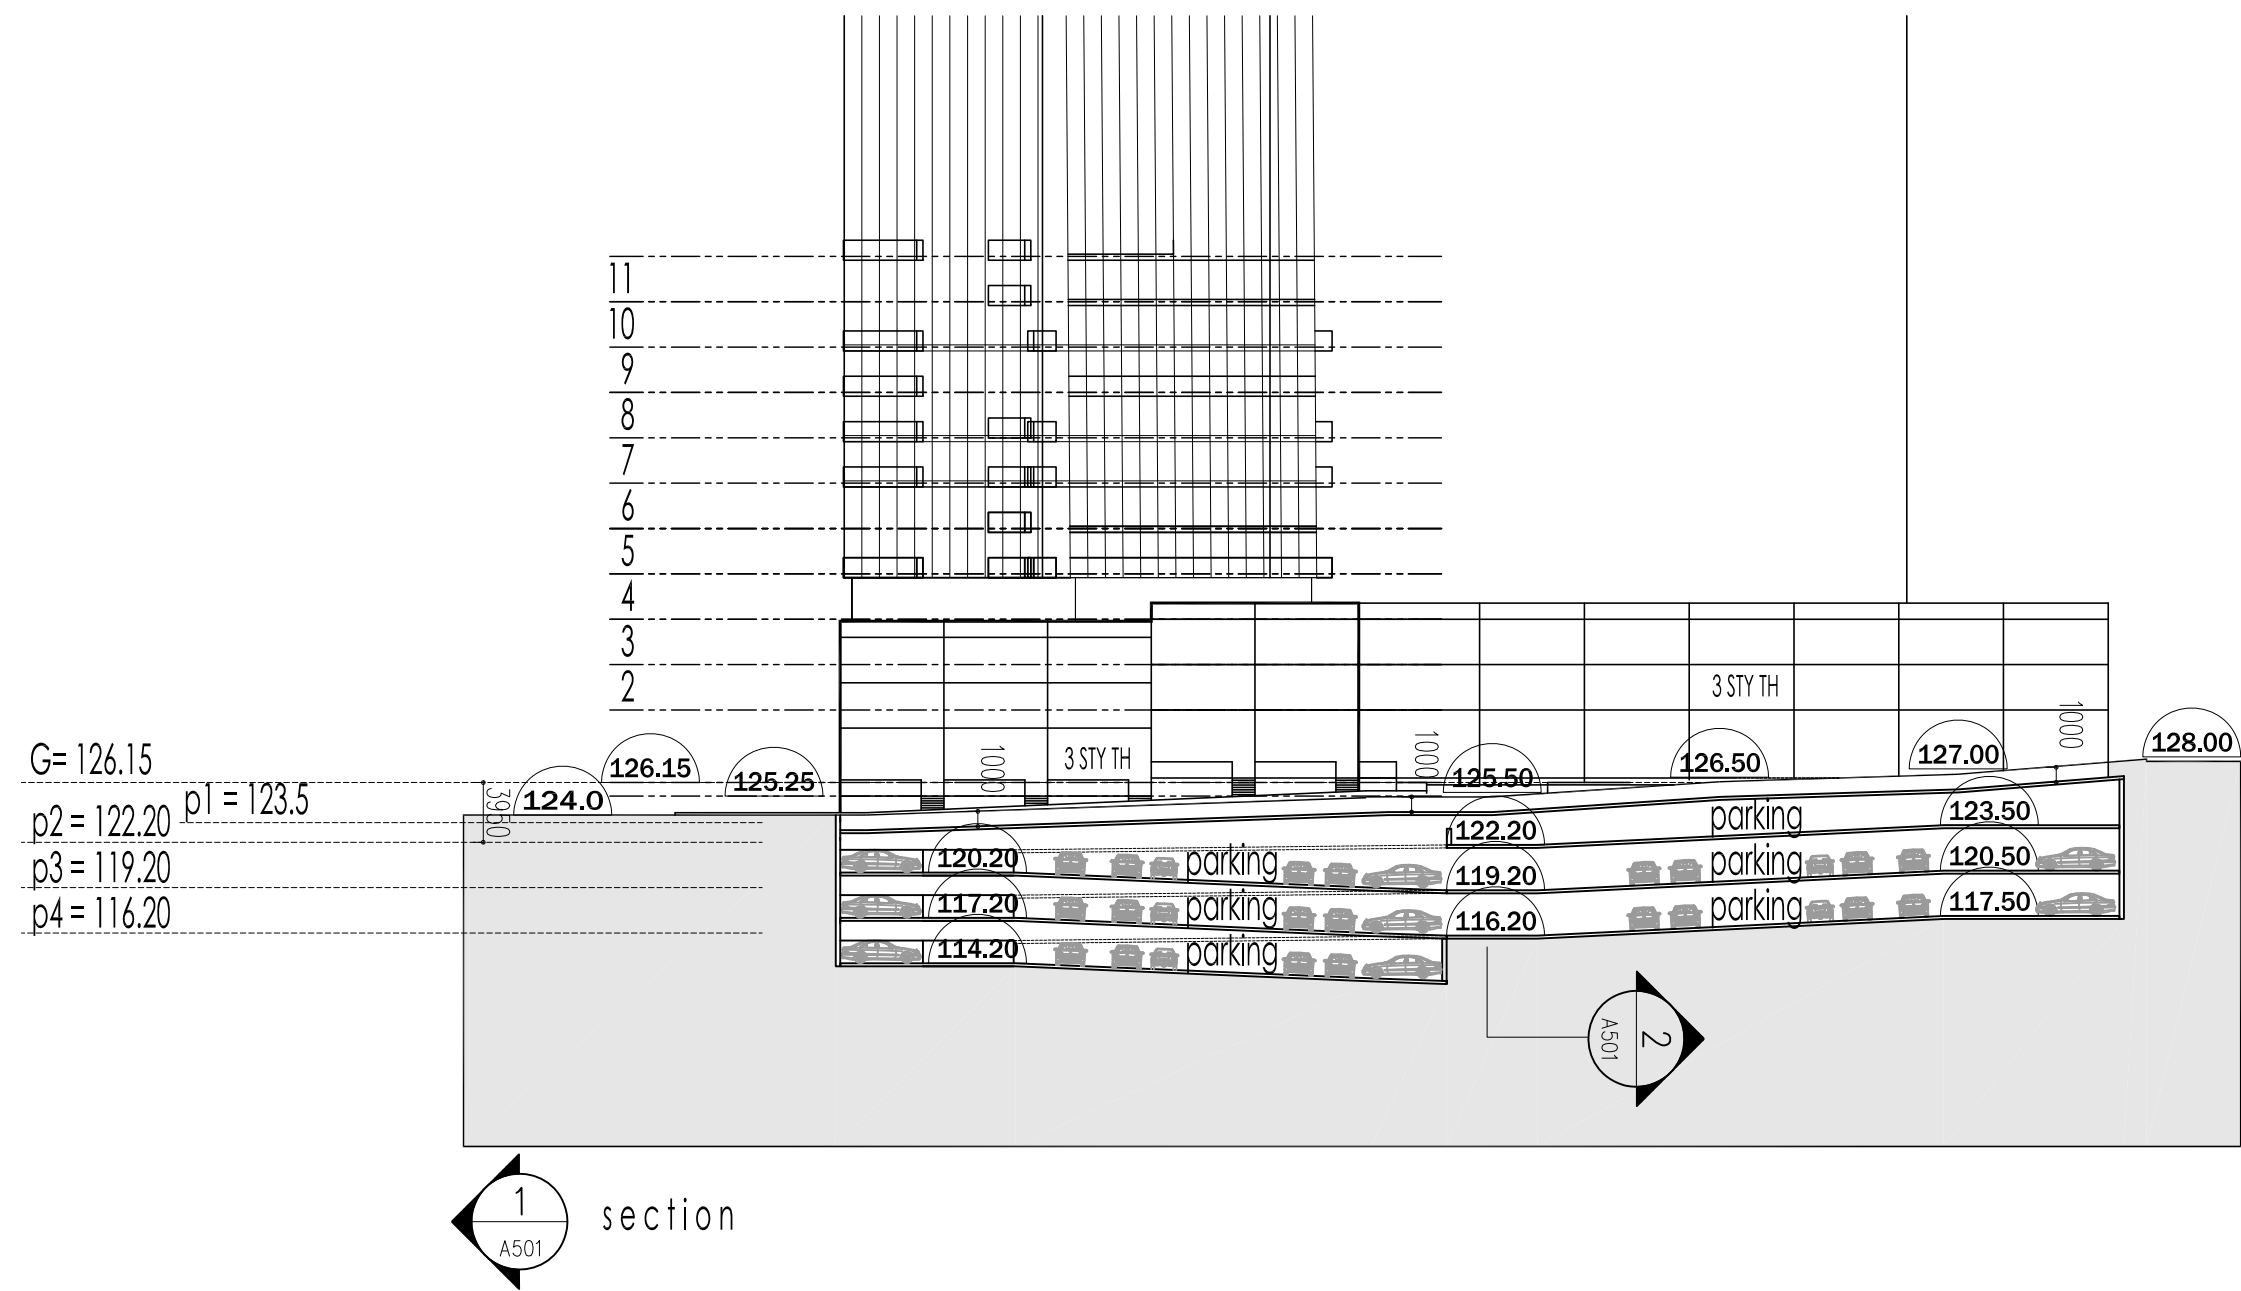 11
10
9
8
7
6
5
4
3
2
3 STY TH
1000
G= 126.15
126.15
125.25
1000
3 STY TH
1000
125.50
126.50
127.00
128.00
p1 = 123.5
3950
124.0
p2 = 122.20
122.20
parking
123.50
p3 = 119.20
120.20
parking
119.20
parking
120.50
p4 = 116.20
117.20
parking
116.20
parking
117.50
114.20
parking
2
A501
1
A501
section